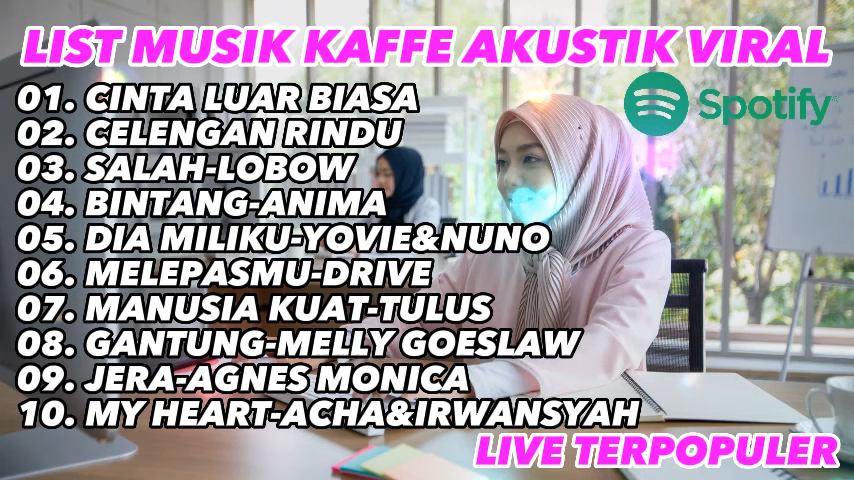 LIST MUSIK KAFFE AKUSTIK VIRAL
Spotify
01. CINTA LUAR BIASA
02. CELENGAN RINDU
03. SALAH-LOBOW
04. BINTANG-ANIMA
05. DIA MILIKU-YOVIE&NUNO
06. MELEPASMU-DRIVE
07. MANUSIA KUAT-TULUS
08. GANTUNG-MELLY GOESLAW
09. JERA-AGNES MONICA
10. MY HEART-ACHA&IRWANSYAH
LIVE TERPOPULER